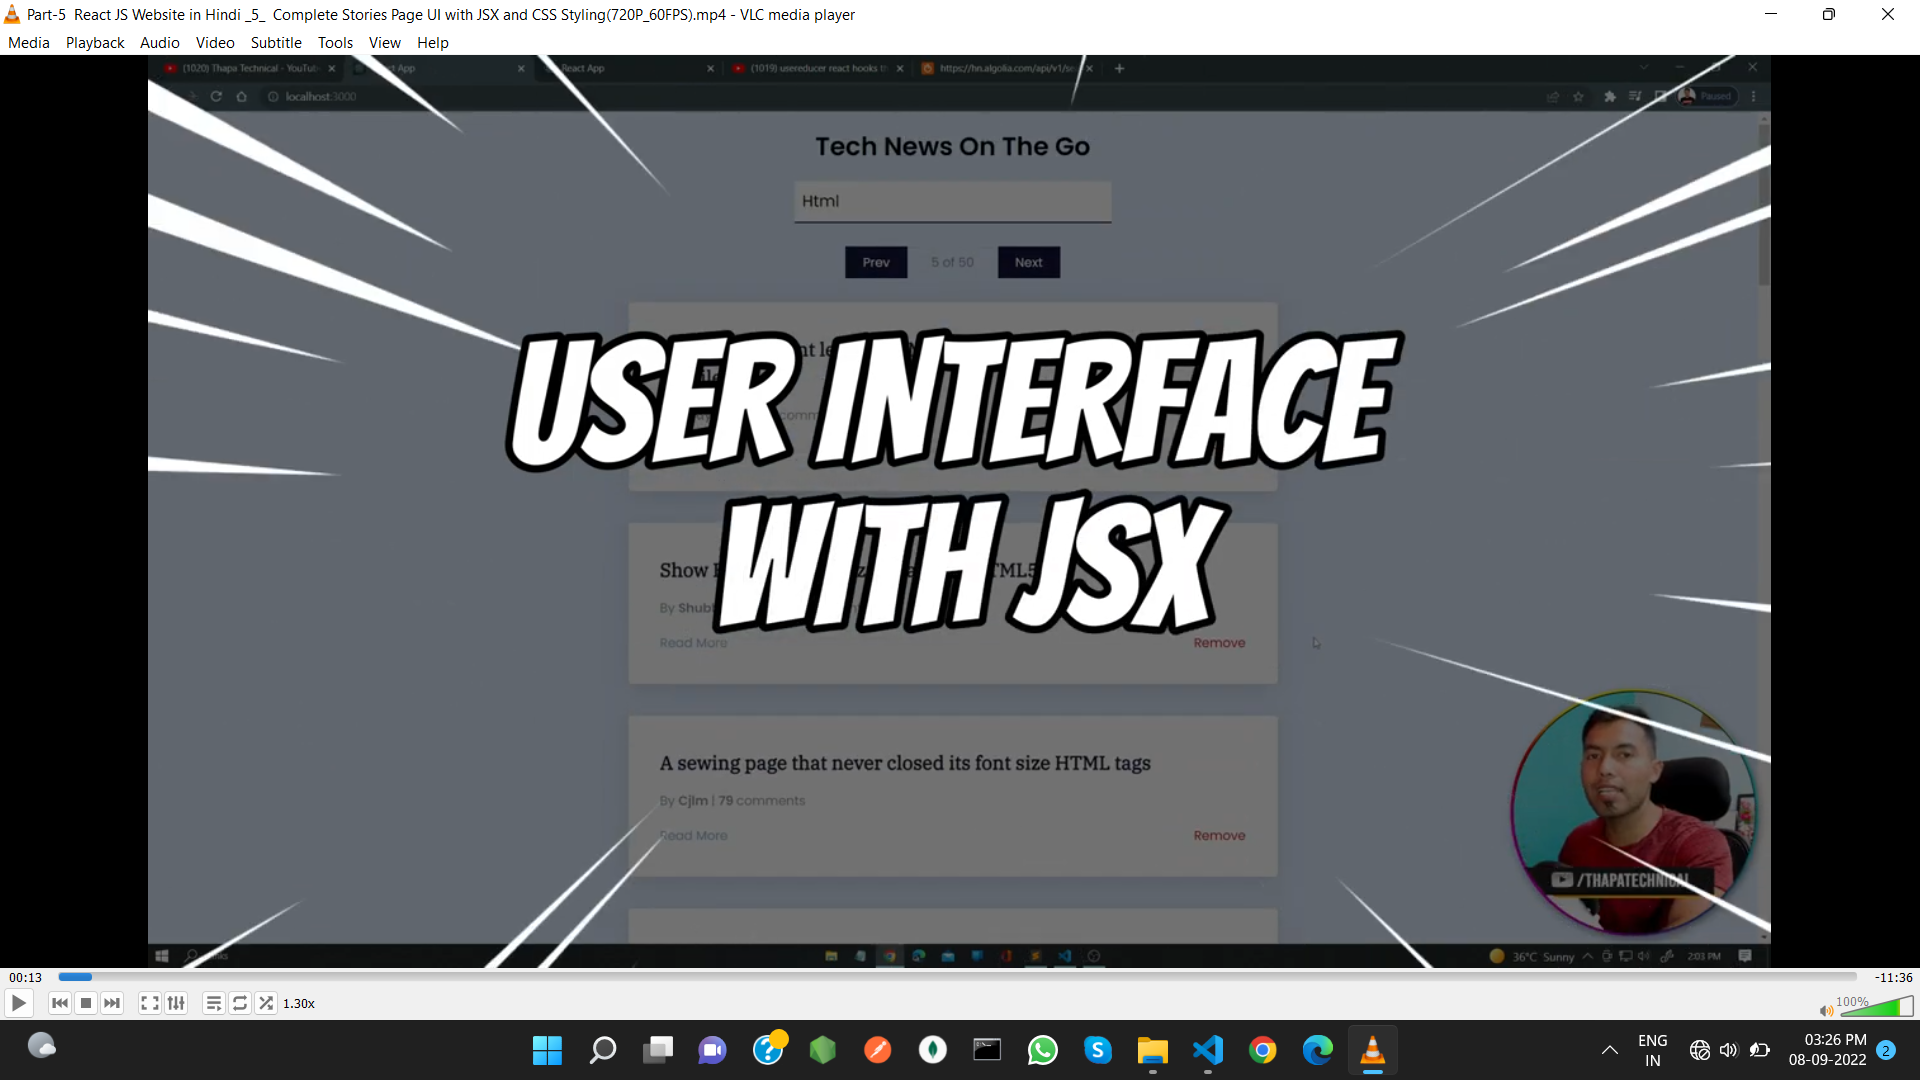 Part-5  React JS Website in Hindi _5_  Complete Stories Page UI with JSX and CSS Styling(720P_60FPS).mp4 - VLC media player
Media Playback Audio Video Subtitle Tools View Help
(1020) Thapa Technical - YouTub
App
React App
(1019) usereducer react hooks
https://hn.algolia.com/api/v1/se
localhost:3000
Paused
Tech News On The Go
Html
Prev 5 of 50 Next
USER INTERFACE
WITH JSX
Show
By Shub
Read More Remove
A sewing page that never closed its font size HTML tags
By Cjlm | 79 comments
Read More Remove
/THAPATECHNICAL
36°C Sunny 2:03 PM
00:13 -11:36
1.30x 100%
ENG
IN
03:26 PM
08-09-2022
2